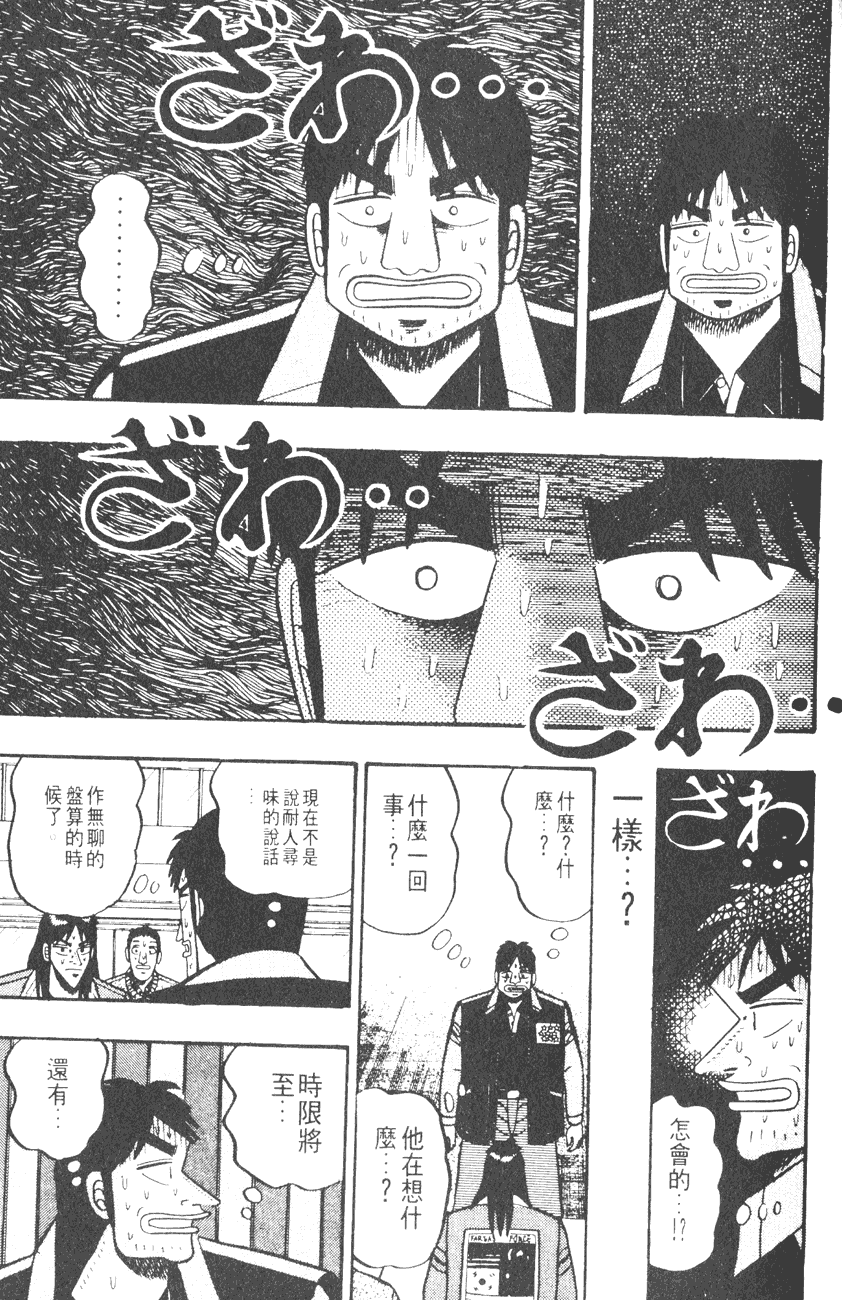 ざわ・・・
………
ざわ・・
ざわ・・
ざわ・・・
怎會的…!?
一樣…?
什麼?什
麼…?
什麼一回
事…?
他在想什
麼…?
現在不是
說耐人尋
味的說話
…
作無聊的
盤算的時
候了。
時限將
至…
還有…